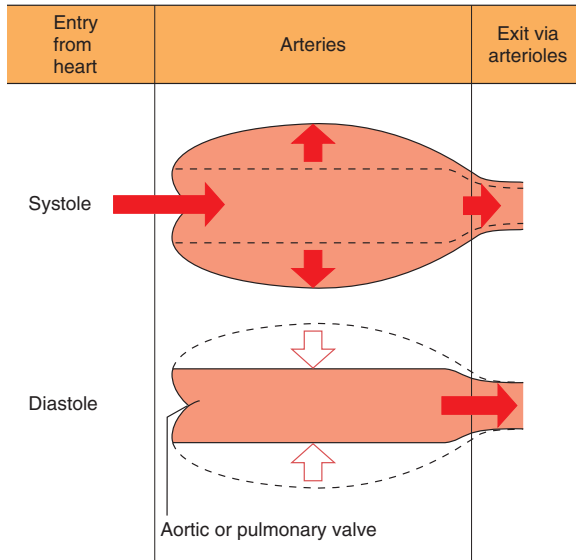 Entry
from
heart
Arteries
Exit via
arterioles
Systole
Diastole
Aortic or pulmonary valve